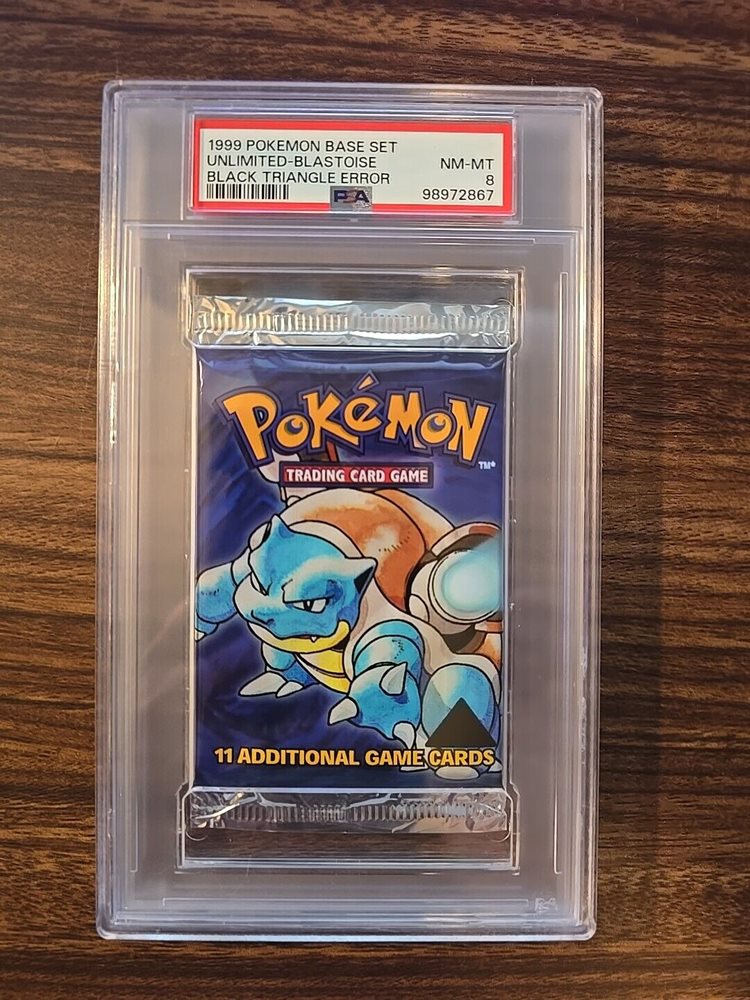 1999 POKEMON BASE SET
UNLIMITED-BLASTOISE NM-MT
BLACK TRIANGLE ERROR 8
PSA 98972867
POKéMON
TM®
TRADING CARD GAME
11 ADDITIONAL GAME CARDS